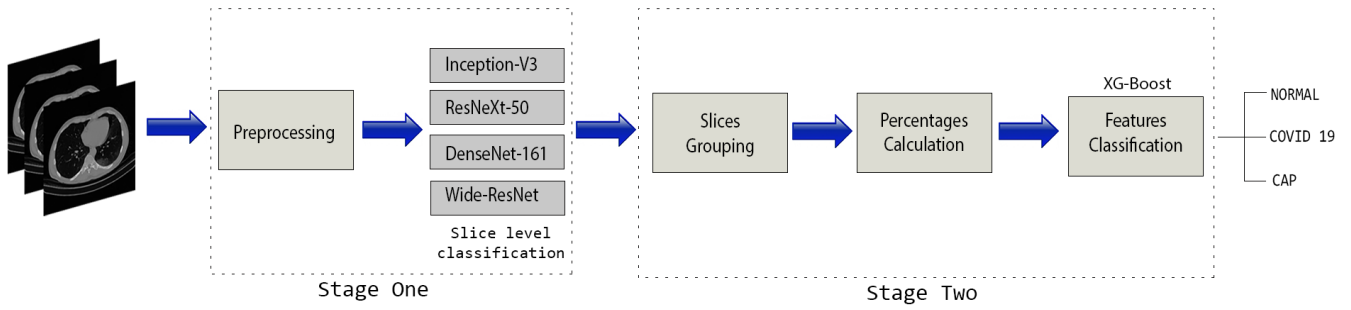 Preprocessing
Inception-V3
ResNeXt-50
DenseNet-161
Wide-ResNet
Slice level
classification
Stage One
Slices
Grouping
Percentages
Calculation
XG-Boost
Features
Classification
Stage Two
NORMAL
COVID 19
CAP